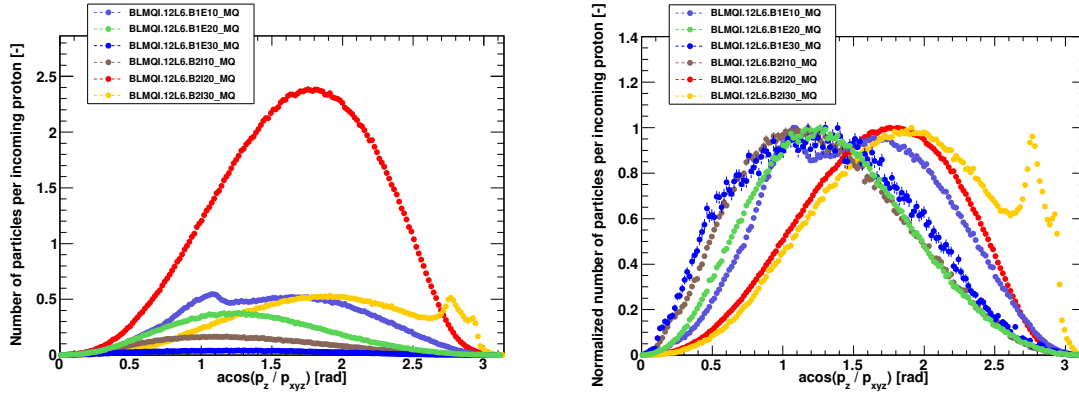 BLMQI.12L6.B1E10_MQ
BLMQI.12L6.B1E20_MQ
BLMQI.12L6.B1E30_MQ
BLMQI.12L6.B2I10_MQ
BLMQI.12L6.B2I20_MQ
BLMQI.12L6.B2I30_MQ
Number of particles per incoming proton [-]
2.5
2
1.5
1
0.5
0
0 0.5 1 1.5 2 2.5 3
acos(p_z / p_xyz) [rad]
BLMQI.12L6.B1E10_MQ
BLMQI.12L6.B1E20_MQ
BLMQI.12L6.B1E30_MQ
BLMQI.12L6.B2I10_MQ
BLMQI.12L6.B2I20_MQ
BLMQI.12L6.B2I30_MQ
Normalized number of particles per incoming proton [-]
1.4
1.2
1
0.8
0.6
0.4
0.2
0
0 0.5 1 1.5 2 2.5 3
acos(p_z / p_xyz) [rad]